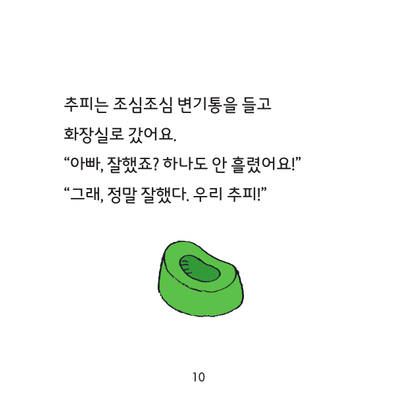 추피는 조심조심 변기통을 들고
화장실로 갔어요.
“아빠, 잘했죠? 하나도 안 흘렸어요!”
“그래, 정말 잘했다. 우리 추피!”
10